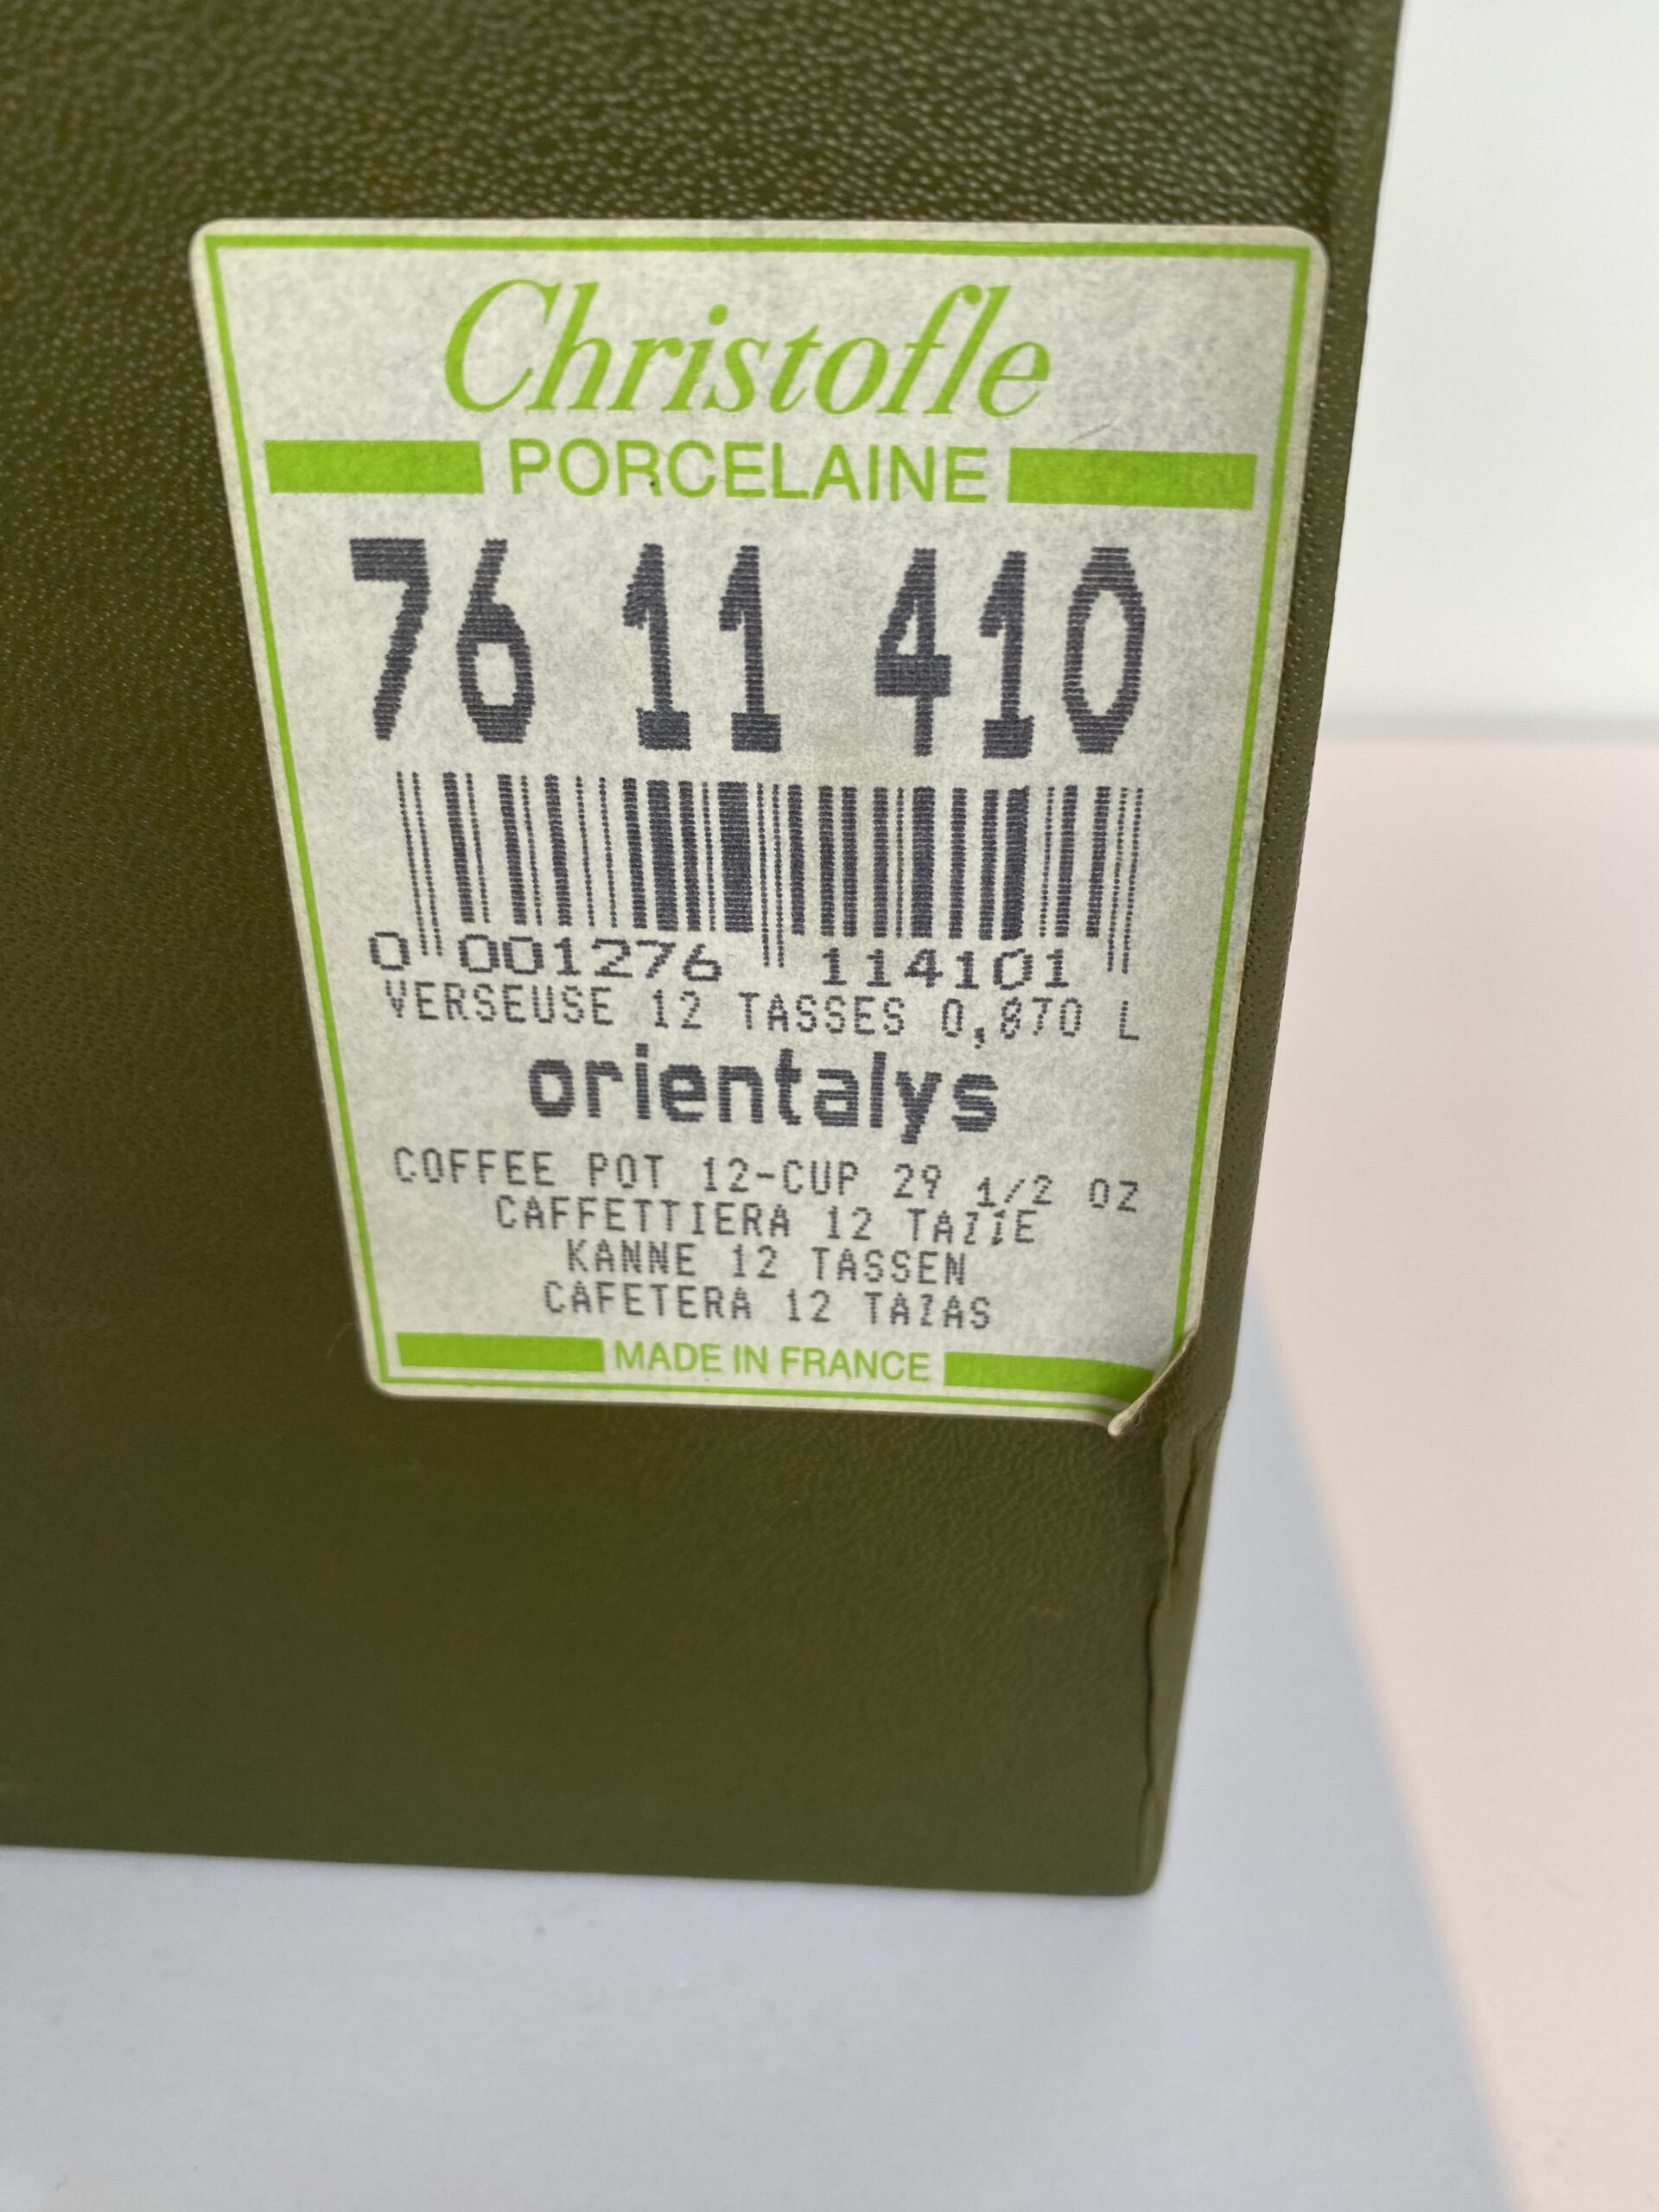 Christofle
PORCELAINE
76 11 410
0 001276 114101
VERSEUSE 12 TASSES 0,870 L
orientalys
COFFEE POT 12-CUP 29 1/2 OZ
CAFFETTIERA 12 TAZZE
KANNE 12 TASSEN
CAFETERA 12 TAZAS
MADE IN FRANCE